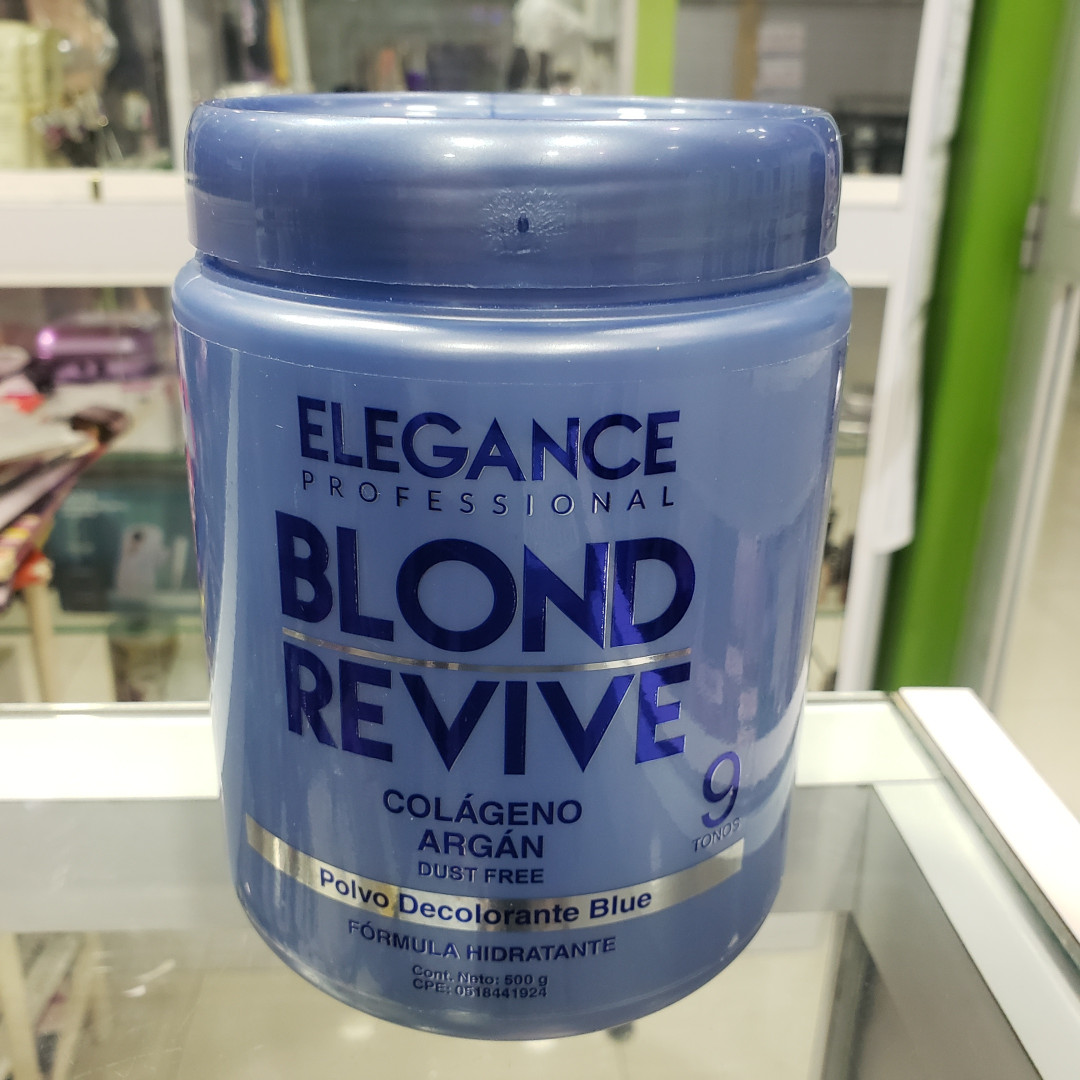 ELEGANCE
PROFESSIONAL
BLOND
REVIVE
9
TONOS
COLÁGENO
ARGÁN
DUST FREE
Polvo Decolorante Blue
FÓRMULA HIDRATANTE
Cont. Neto: 500 g
CPE: 0518441924